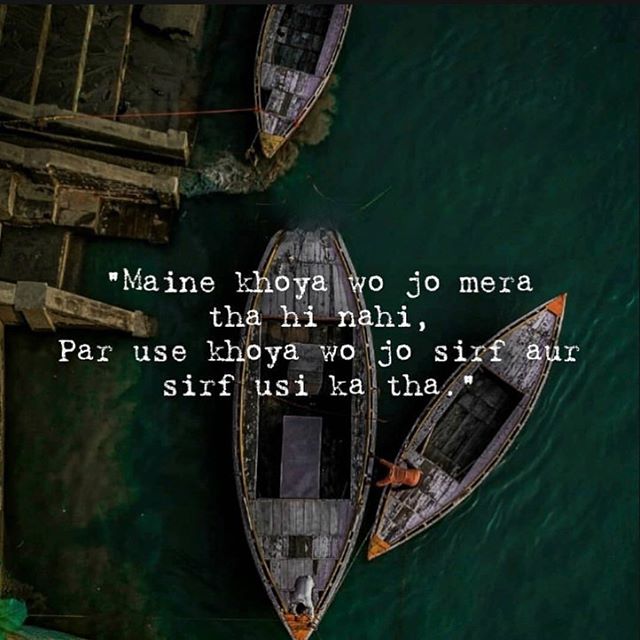 "Maine khoya wo jo mera
tha hi nahi,
Par use khoya wo jo sirf aur
sirf usi ka tha."